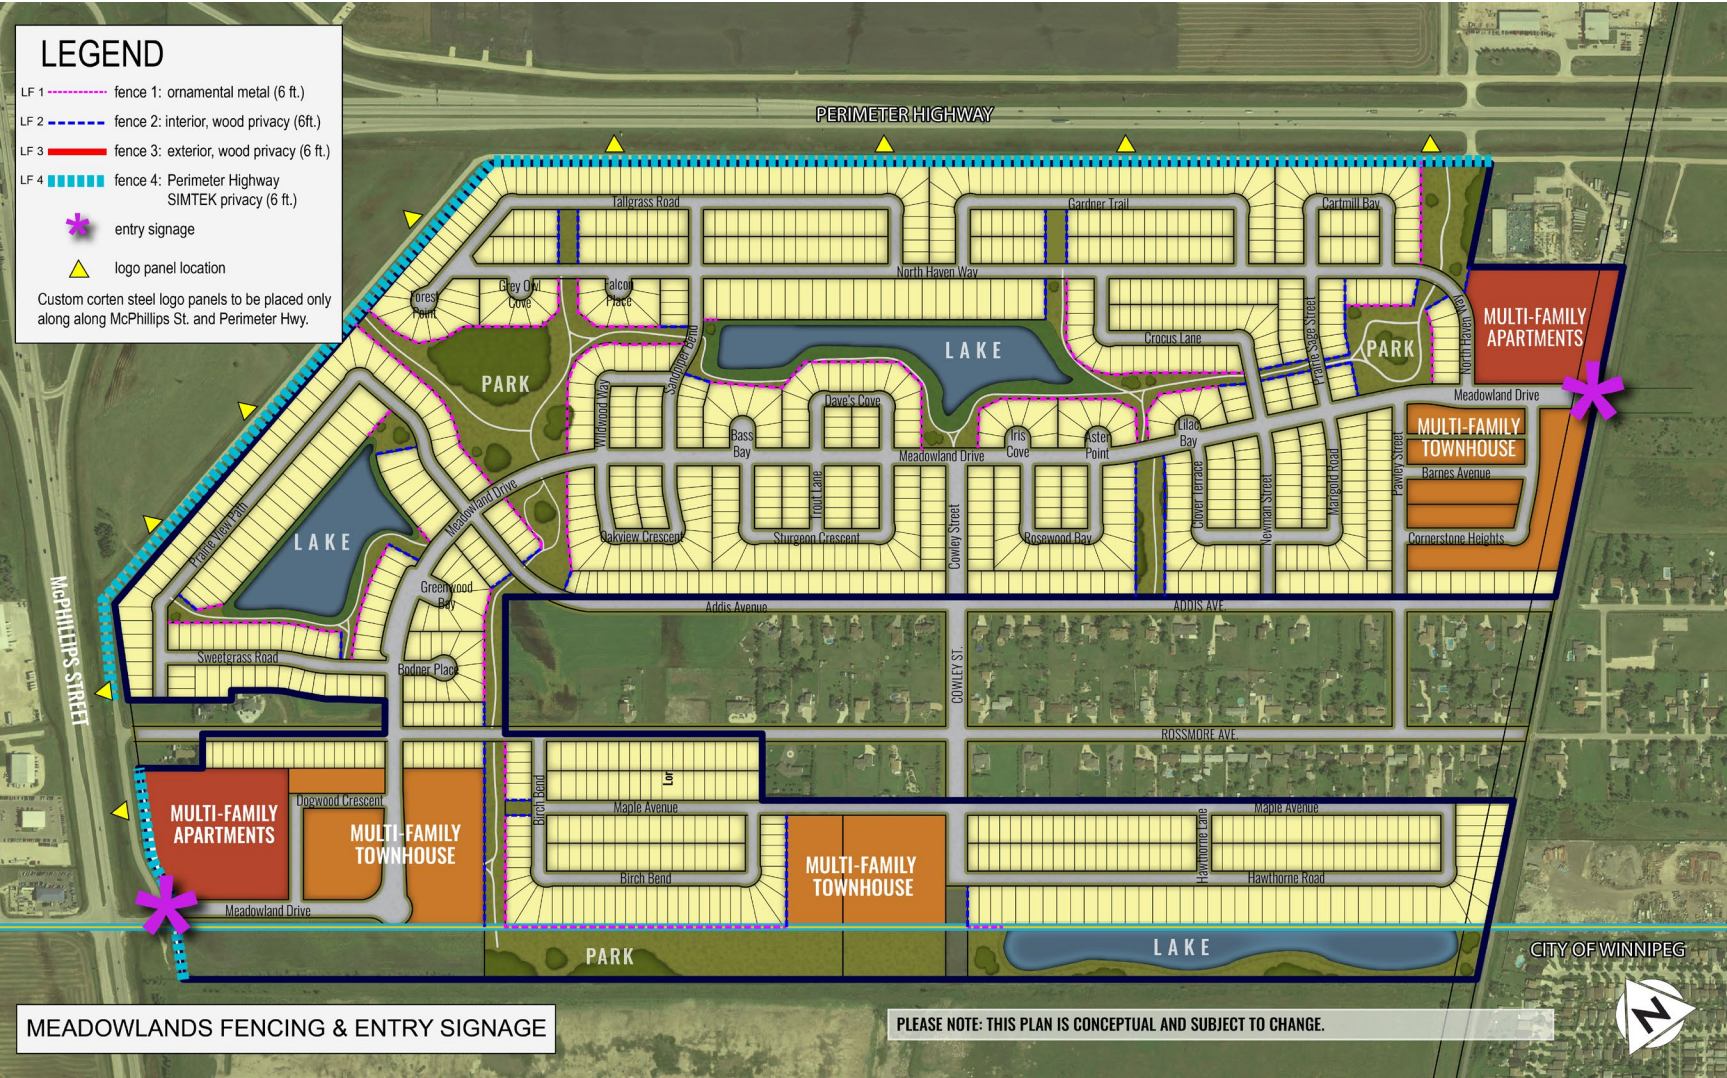 LEGEND
LF 1 fence 1: ornamental metal (6 ft.)
LF 2 fence 2: interior, wood privacy (6ft.)
LF 3 fence 3: exterior, wood privacy (6 ft.)
LF 4 fence 4: Perimeter Highway
SIMTEK privacy (6 ft.)
entry signage
logo panel location
Custom corten steel logo panels to be placed only
along along McPhillips St. and Perimeter Hwy.
PERIMETER HIGHWAY
Tallgrass Road
Gardner Trail
Cartmill Bay
North Haven Way
Forest
Point
Grey Owl
Cove
Falcon
Place
Sandpiper Bend
LAKE
Crocus Lane
Prairie Sage Street
PARK
North Haven Way
MULTI-FAMILY
APARTMENTS
PARK
Wildwood Way
Dave's Cove
Bass
Bay
Iris
Cove
Aster
Point
Lilac
Bay
Meadowland Drive
MULTI-FAMILY
TOWNHOUSE
Barnes Avenue
Pawley Street
Cornerstone Heights
Meadowland Drive
Meadowland Drive
Trout Lane
Oakview Crescent
Sturgeon Crescent
Cowley Street
Rosewood Bay
Clover Terrace
Newman Street
Marigold Road
Prairie View Path
LAKE
Greenwood
Bay
Addis Avenue
ADDIS AVE.
McPHILLIPS STREET
Sweetgrass Road
Bodner Place
COWLEY ST.
ROSSMORE AVE.
MULTI-FAMILY
APARTMENTS
Dogwood Crescent
MULTI-FAMILY
TOWNHOUSE
Birch Bend
Lor
Maple Avenue
Birch Bend
MULTI-FAMILY
TOWNHOUSE
Maple Avenue
Hawthorne Lane
Hawthorne Road
Meadowland Drive
PARK
LAKE
CITY OF WINNIPEG
MEADOWLANDS FENCING & ENTRY SIGNAGE
PLEASE NOTE: THIS PLAN IS CONCEPTUAL AND SUBJECT TO CHANGE.
N